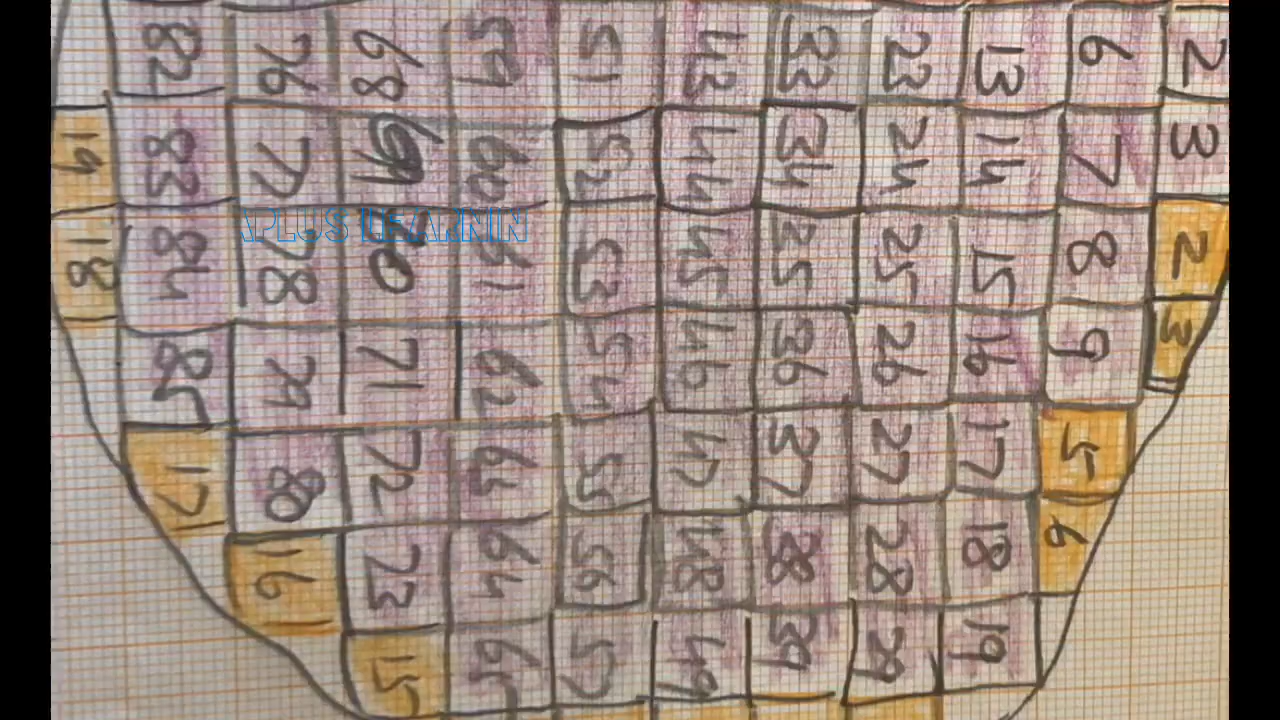 2 3 2 3
6 7 8 9 5 6
13 14 15 16 17 18 19
23 24 25 26 27 28 29
33 34 25 36 37 38 39
43 44 45 46 47 48 49
51 52 53 54 55 56 57
59 60 61 62 63 64 65
68 69 70 71 72 73 15
76 77 78 79 80 16
82 83 84 85 17
19 18
APLUS LEARNIN